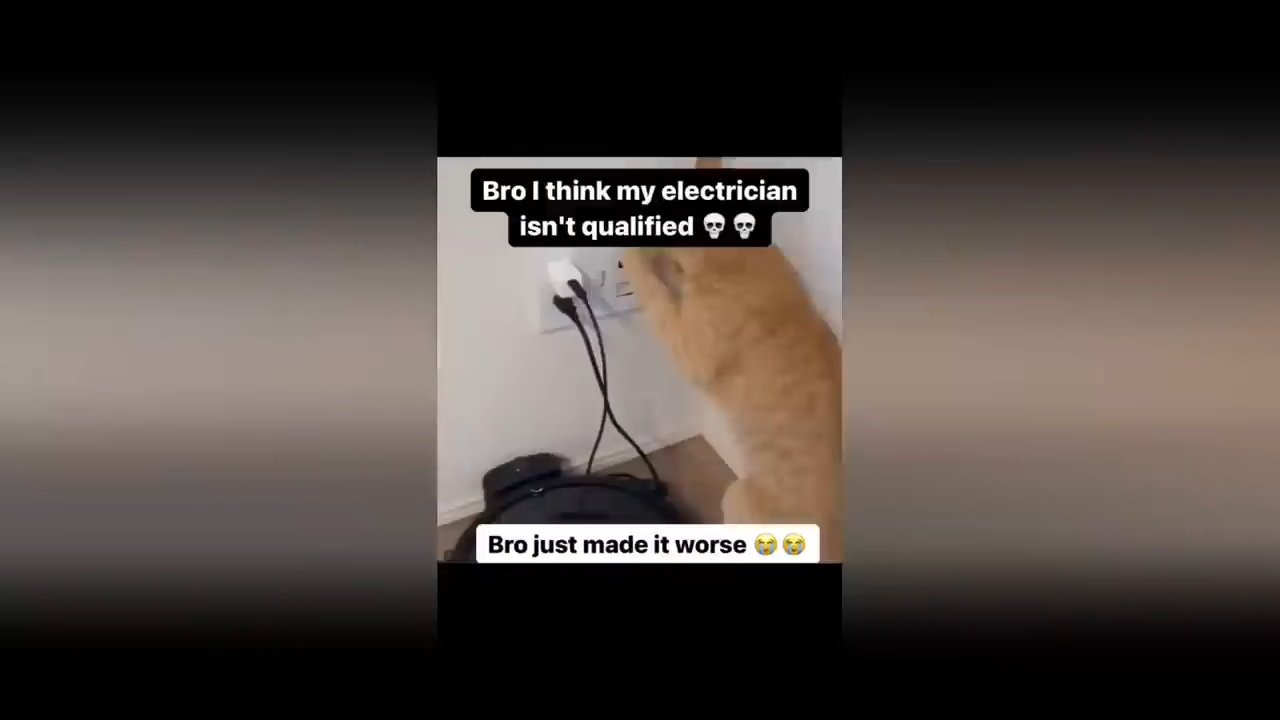 Bro I think my electrician
isn't qualified 💀💀
Bro just made it worse 😭😭